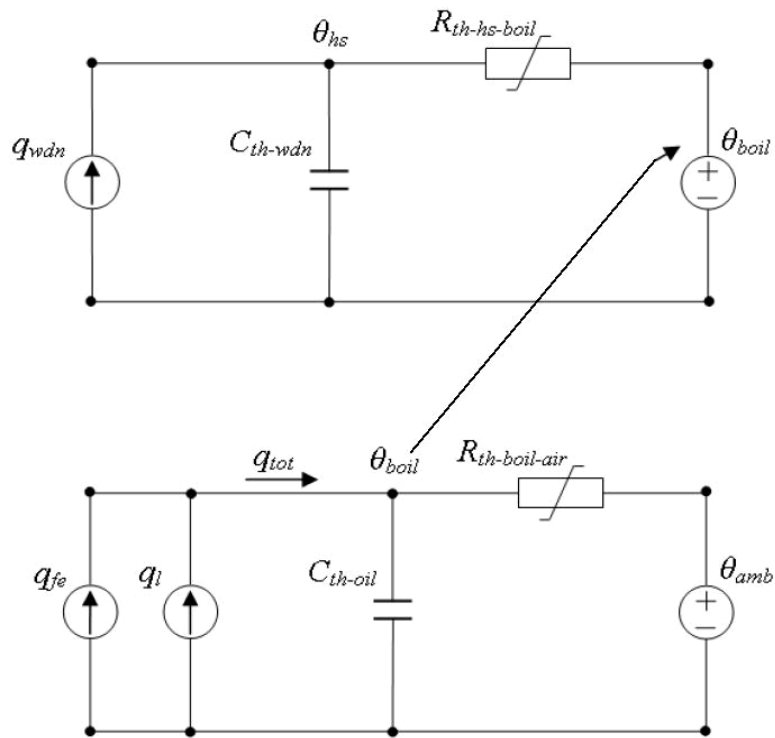 θhs
Rth-hs-boil
qwdn
Cth-wdn
θboil
+
−
qtot
θboil
Rth-boil-air
qfe
ql
Cth-oil
θamb
+
−